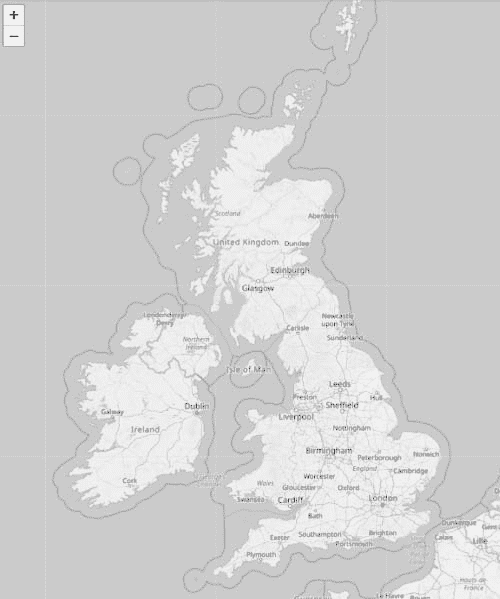 +
−
Scotland
Aberdeen
United Kingdom
Dundee
Edinburgh
Glasgow
Londonderry/
Derry
Newcastle
upon Tyne
Carlisle
Northern
Ireland
Sunderland
Isle of Man
Leeds
Preston
Hull
Galway
Dublin
Sheffield
Liverpool
Ireland
Nottingham
Birmingham
Norwich
Peterborough
England
Cambridge
Cork
Wales
Worcester
Gloucester
Oxford
Swansea
Cardiff
London
Bath
Dunkerque
Exeter
Southampton
Brighton
Calais
Portsmouth
Lille
Plymouth
Hauts-de-
France
Le Havre
Rouen